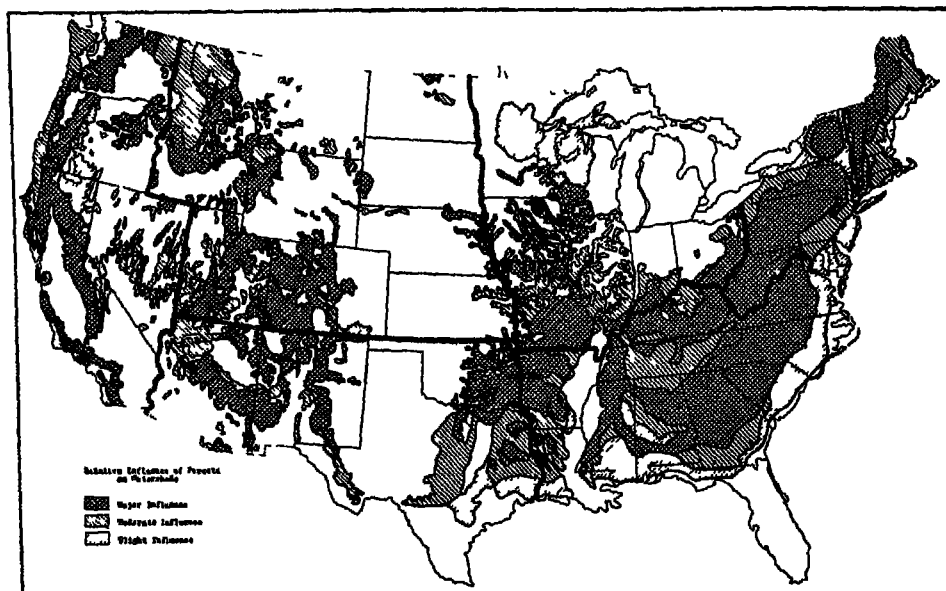 Relative Influence of Forests
on Watersheds
Major Influence
Moderate Influence
Slight Influence